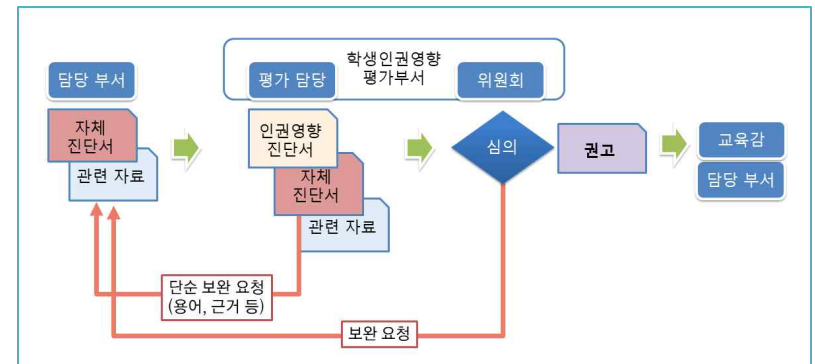 학생인권영향
평가부서
담당 부서
평가 담당
위원회
자체
진단서
관련 자료
인권영향
진단서
자체
진단서
관련 자료
심의
권고
교육감
담당 부서
단순 보완 요청
(용어, 근거 등)
보완 요청